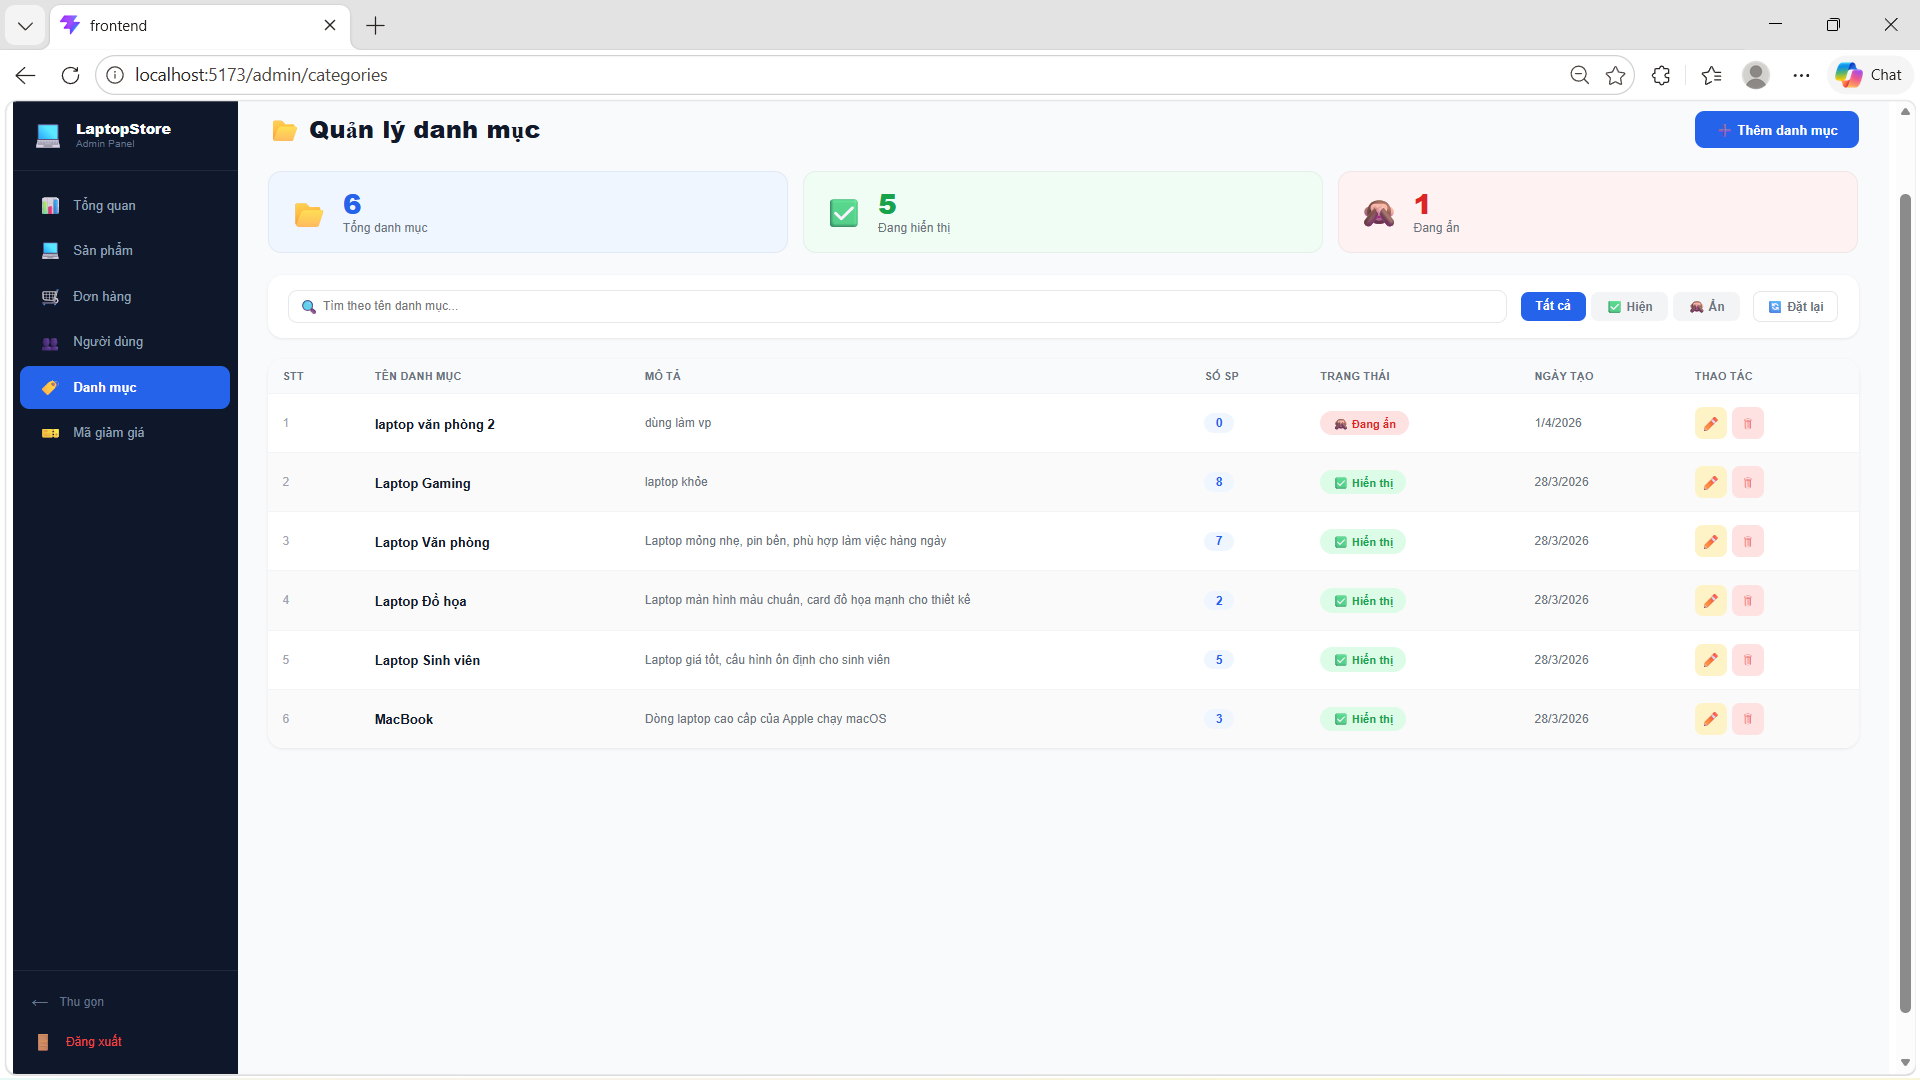 frontend
localhost:5173/admin/categories
Chat
LaptopStore
Admin Panel
Tổng quan
Sản phẩm
Đơn hàng
Người dùng
Danh mục
Mã giảm giá
Thu gọn
Đăng xuất
Quản lý danh mục
Thêm danh mục
6
Tổng danh mục
5
Đang hiển thị
1
Đang ẩn
Tìm theo tên danh mục...
Tất cả
Hiện
Ẩn
Đặt lại
STT TÊN DANH MỤC MÔ TẢ SỐ SP TRẠNG THÁI NGÀY TẠO THAO TÁC
1 laptop văn phòng 2 dùng làm vp 0 Đang ẩn 1/4/2026
2 Laptop Gaming laptop khỏe 8 Hiển thị 28/3/2026
3 Laptop Văn phòng Laptop mỏng nhẹ, pin bền, phù hợp làm việc hàng ngày 7 Hiển thị 28/3/2026
4 Laptop Đồ họa Laptop màn hình màu chuẩn, card đồ họa mạnh cho thiết kế 2 Hiển thị 28/3/2026
5 Laptop Sinh viên Laptop giá tốt, cấu hình ổn định cho sinh viên 5 Hiển thị 28/3/2026
6 MacBook Dòng laptop cao cấp của Apple chạy macOS 3 Hiển thị 28/3/2026